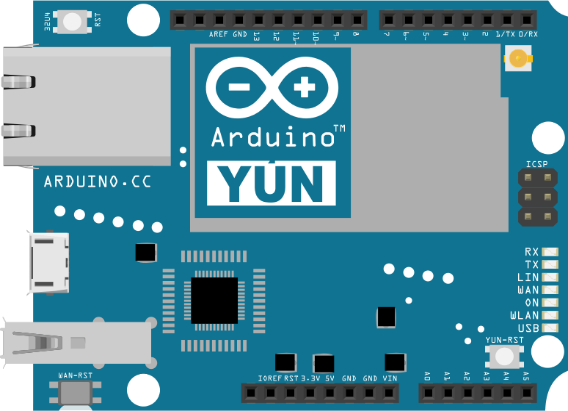 32U4
RST
AREF GND 13 12 11~ 10~ 9~ 8
7 6~ 5~ 4 3~ 2 1/TX 0/RX
Arduino™
YÚN
ARDUINO.CC
ICSP
RX
TX
LIN
WAN
ON
WLAN
USB
YUN-RST
WAN-RST
IOREF RST 3.3V 5V GND GND VIN
A0 A1 A2 A3 A4 A5